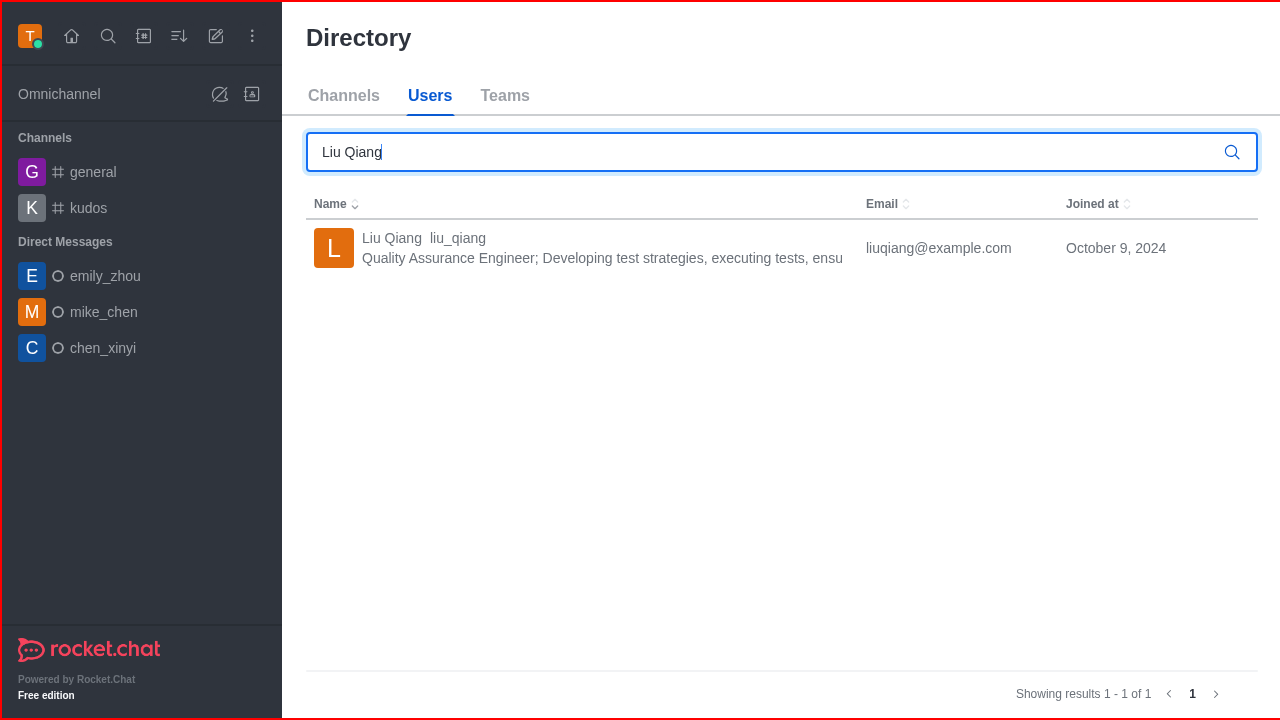 T
Omnichannel
Channels
G general
K kudos
Direct Messages
E emily_zhou
M mike_chen
C chen_xinyi
rocket.chat
Powered by Rocket.Chat
Free edition
Directory
Channels Users Teams
Liu Qiang
Name Email Joined at
L Liu Qiang liu_qiang liuqiang@example.com October 9, 2024
Quality Assurance Engineer; Developing test strategies, executing tests, ensu
Showing results 1 - 1 of 1 1